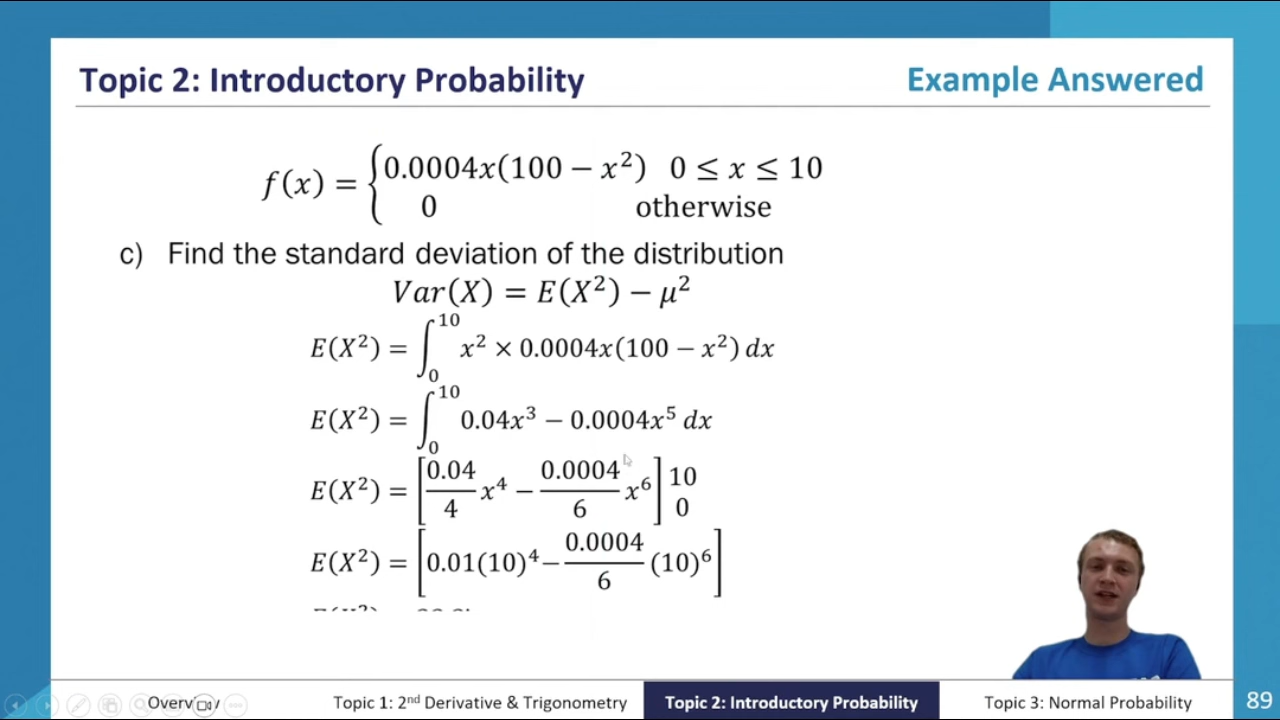 Topic 2: Introductory Probability
Example Answered
f(x) = {0.0004x(100 − x²) 0 ≤ x ≤ 10
0 otherwise
c) Find the standard deviation of the distribution
Var(X) = E(X²) − μ²
E(X²) = ∫₀¹⁰ x² × 0.0004x(100 − x²) dx
E(X²) = ∫₀¹⁰ 0.04x³ − 0.0004x⁵ dx
E(X²) = [0.04/4 x⁴ − 0.0004/6 x⁶] 10 0
E(X²) = [0.01(10)⁴ − 0.0004/6 (10)⁶]
Overview
Topic 1: 2nd Derivative & Trigonometry
Topic 2: Introductory Probability
Topic 3: Normal Probability
89